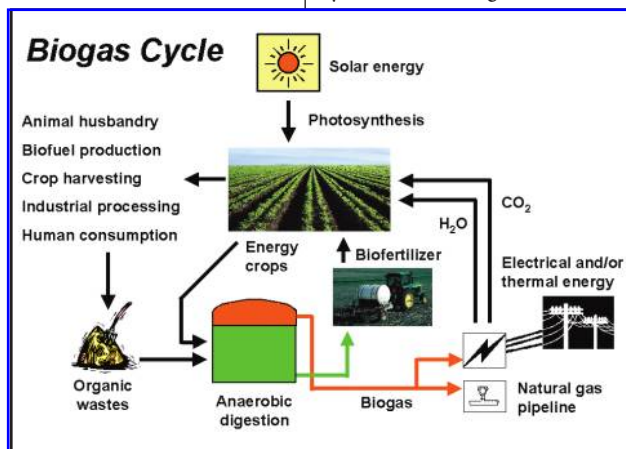 Biogas Cycle
Solar energy
Photosynthesis
Animal husbandry
Biofuel production
Crop harvesting
Industrial processing
Human consumption
CO₂
H₂O
Energy
crops
Biofertilizer
Electrical and/or
thermal energy
Organic
wastes
Anaerobic
digestion
Biogas
Natural gas
pipeline